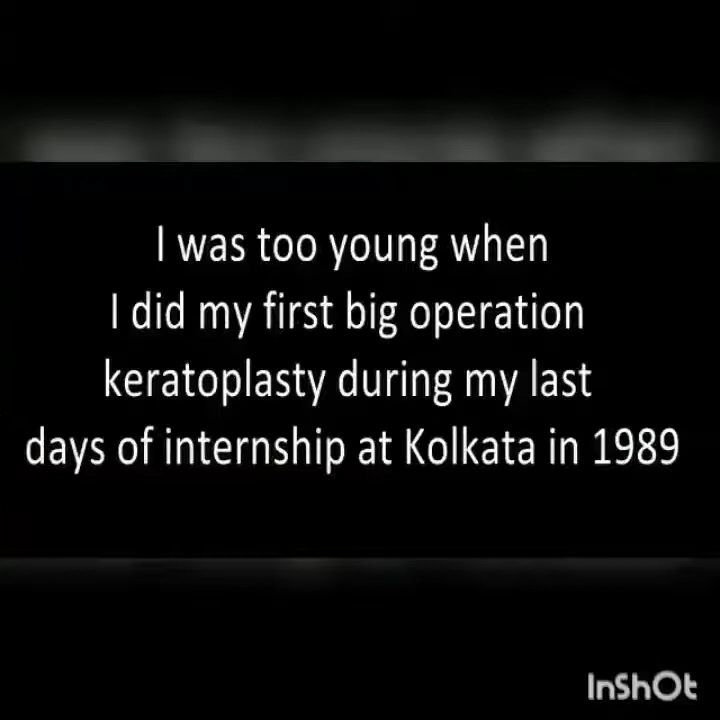 I was too young when
I did my first big operation
keratoplasty during my last
days of internship at Kolkata in 1989
InShOt